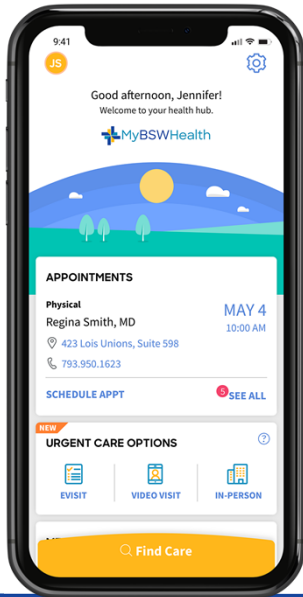 9:41
JS
Good afternoon, Jennifer!
Welcome to your health hub.
MyBSWHealth
APPOINTMENTS
Physical
Regina Smith, MD
MAY 4
10:00 AM
423 Lois Unions, Suite 598
793.950.1623
SCHEDULE APPT
5 SEE ALL
NEW
URGENT CARE OPTIONS ?
EVISIT VIDEO VISIT IN-PERSON
Find Care